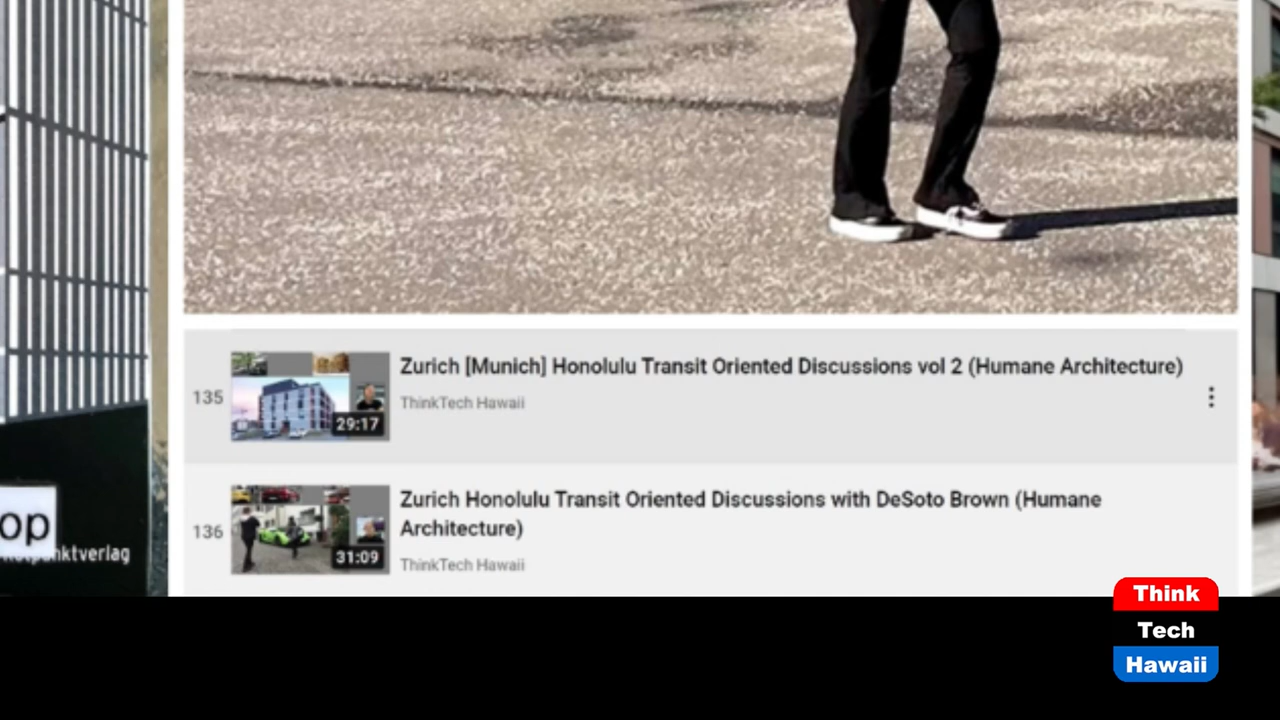 135
Zurich [Munich] Honolulu Transit Oriented Discussions vol 2 (Humane Architecture)
ThinkTech Hawaii
29:17
op
136
Zurich Honolulu Transit Oriented Discussions with DeSoto Brown (Humane
Architecture)
ThinkTech Hawaii
31:09
Think
Tech
Hawaii